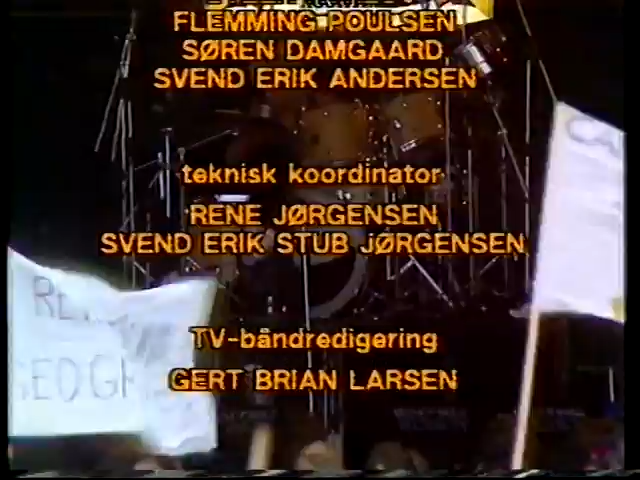 FLEMMING POULSEN
SØREN DAMGAARD
SVEND ERIK ANDERSEN
teknisk koordinator
RENE JØRGENSEN
SVEND ERIK STUB JØRGENSEN
TV-båndredigering
GERT BRIAN LARSEN